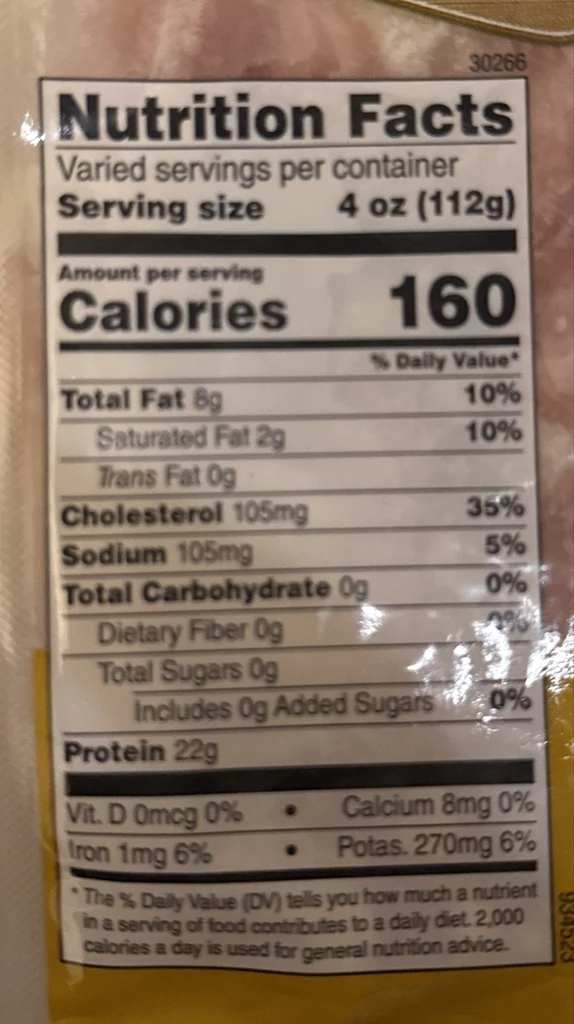 30266
Nutrition Facts
Varied servings per container
Serving size 4 oz (112g)
Amount per serving
Calories 160
% Daily Value*
Total Fat 8g 10%
Saturated Fat 2g 10%
Trans Fat 0g
Cholesterol 105mg 35%
Sodium 105mg 5%
Total Carbohydrate 0g 0%
Dietary Fiber 0g 0%
Total Sugars 0g
Includes 0g Added Sugars 0%
Protein 22g
Vit. D 0mcg 0% • Calcium 8mg 0%
Iron 1mg 6% • Potas. 270mg 6%
* The % Daily Value (DV) tells you how much a nutrient
in a serving of food contributes to a daily diet. 2,000
calories a day is used for general nutrition advice.